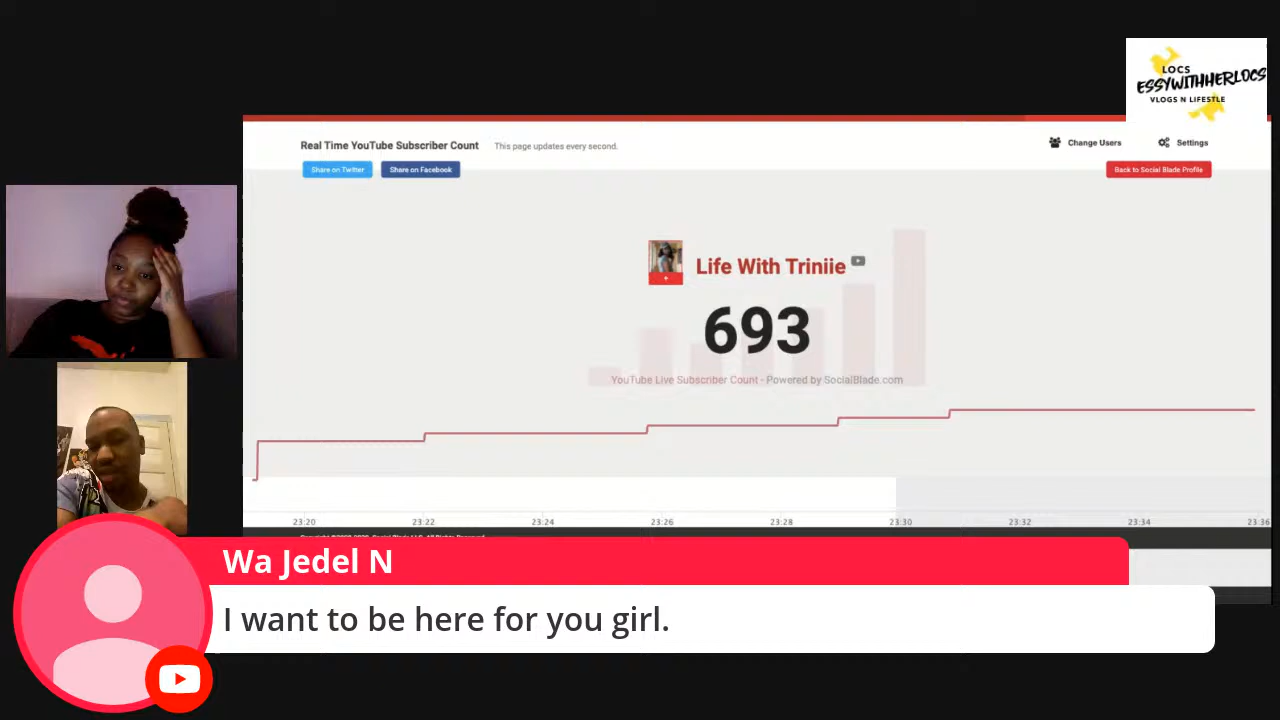 LOCS
ESSYWITHHERLOCS
VLOGS N LIFESTLE
Real Time YouTube Subscriber Count
This page updates every second.
Change Users
Settings
Share on Twitter
Share on Facebook
Back to Social Blade Profile
Life With Triniie
693
YouTube Live Subscriber Count - Powered by SocialBlade.com
23:20 23:22 23:24 23:26 23:28 23:30 23:32 23:34 23:36
Wa Jedel N
I want to be here for you girl.